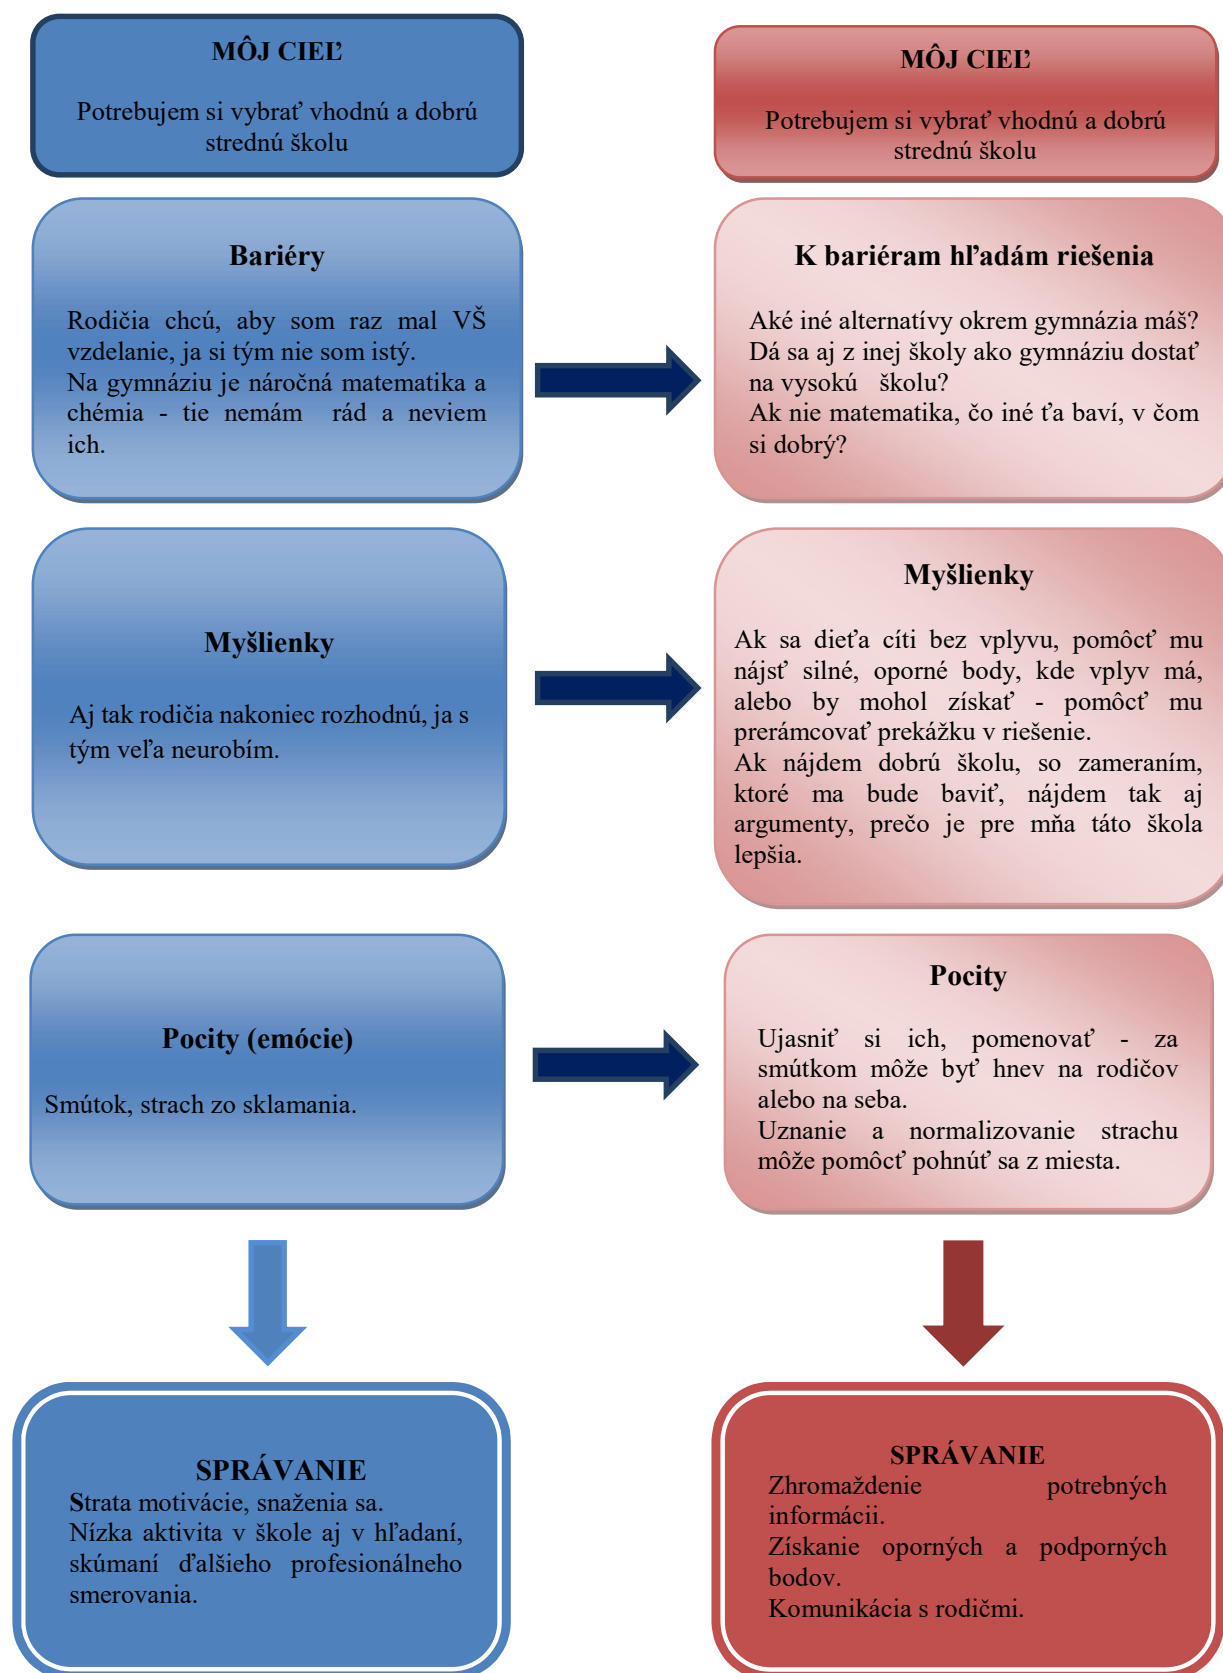 MÔJ CIEĽ
Potrebujem si vybrať vhodnú a dobrú
strednú školu
MÔJ CIEĽ
Potrebujem si vybrať vhodnú a dobrú
strednú školu
Bariéry
Rodičia chcú, aby som raz mal VŠ
vzdelanie, ja si tým nie som istý.
Na gymnáziu je náročná matematika a
chémia - tie nemám rád a neviem
ich.
K bariéram hľadám riešenia
Aké iné alternatívy okrem gymnázia máš?
Dá sa aj z inej školy ako gymnáziu dostať
na vysokú školu?
Ak nie matematika, čo iné ťa baví, v čom
si dobrý?
Myšlienky
Aj tak rodičia nakoniec rozhodnú, ja s
tým veľa neurobím.
Myšlienky
Ak sa dieťa cíti bez vplyvu, pomôcť mu
nájsť silné, oporné body, kde vplyv má,
alebo by mohol získať - pomôcť mu
prerámcovať prekážku v riešenie.
Ak nájdem dobrú školu, so zameraním,
ktoré ma bude baviť, nájdem tak aj
argumenty, prečo je pre mňa táto škola
lepšia.
Pocity (emócie)
Smútok, strach zo sklamania.
Pocity
Ujasniť si ich, pomenovať - za
smútkom môže byť hnev na rodičov
alebo na seba.
Uznanie a normalizovanie strachu
môže pomôcť pohnúť sa z miesta.
SPRÁVANIE
Strata motivácie, snaženia sa.
Nízka aktivita v škole aj v hľadaní,
skúmaní ďalšieho profesionálneho
smerovania.
SPRÁVANIE
Zhromaždenie potrebných
informácii.
Získanie oporných a podporných
bodov.
Komunikácia s rodičmi.